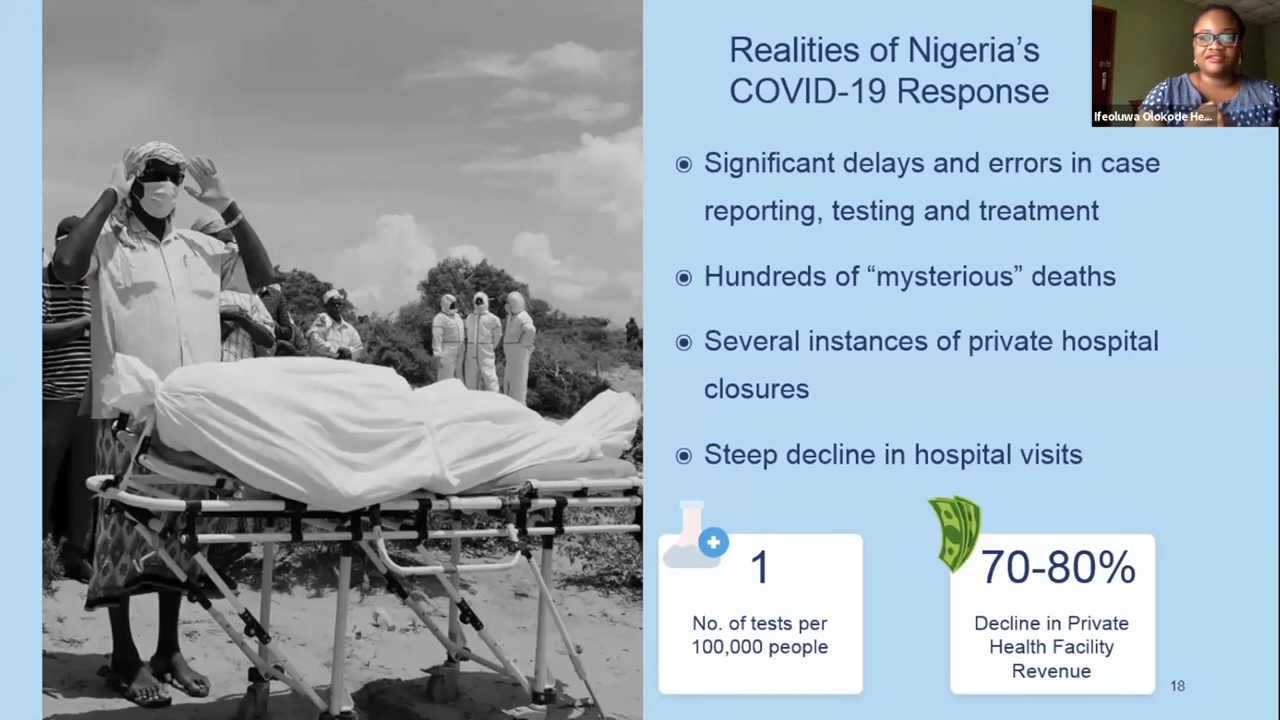 Realities of Nigeria’s
COVID-19 Response
Ifeoluwa Olokode He...
Significant delays and errors in case
reporting, testing and treatment
Hundreds of “mysterious” deaths
Several instances of private hospital
closures
Steep decline in hospital visits
1
No. of tests per
100,000 people
70-80%
Decline in Private
Health Facility
Revenue
18